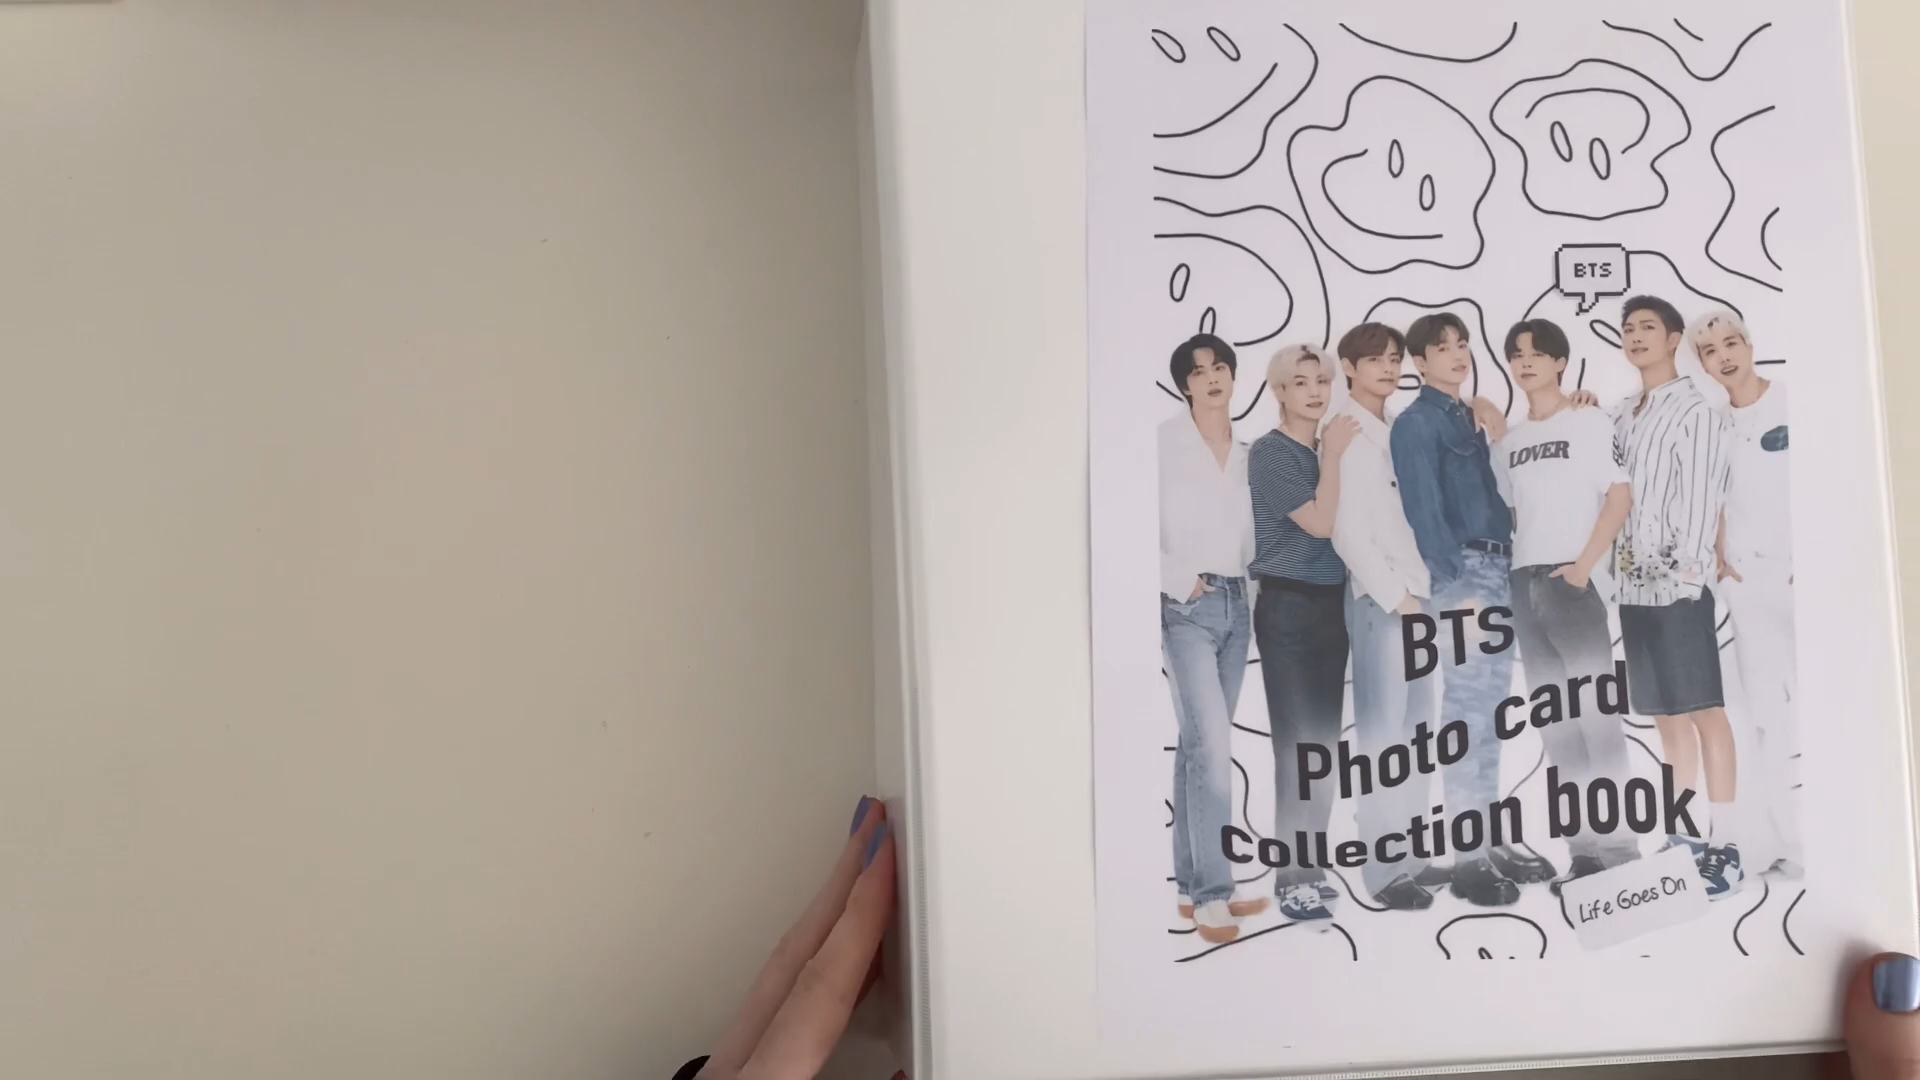 BTS
LOVER
BTS
Photo card
Collection book
Life Goes On